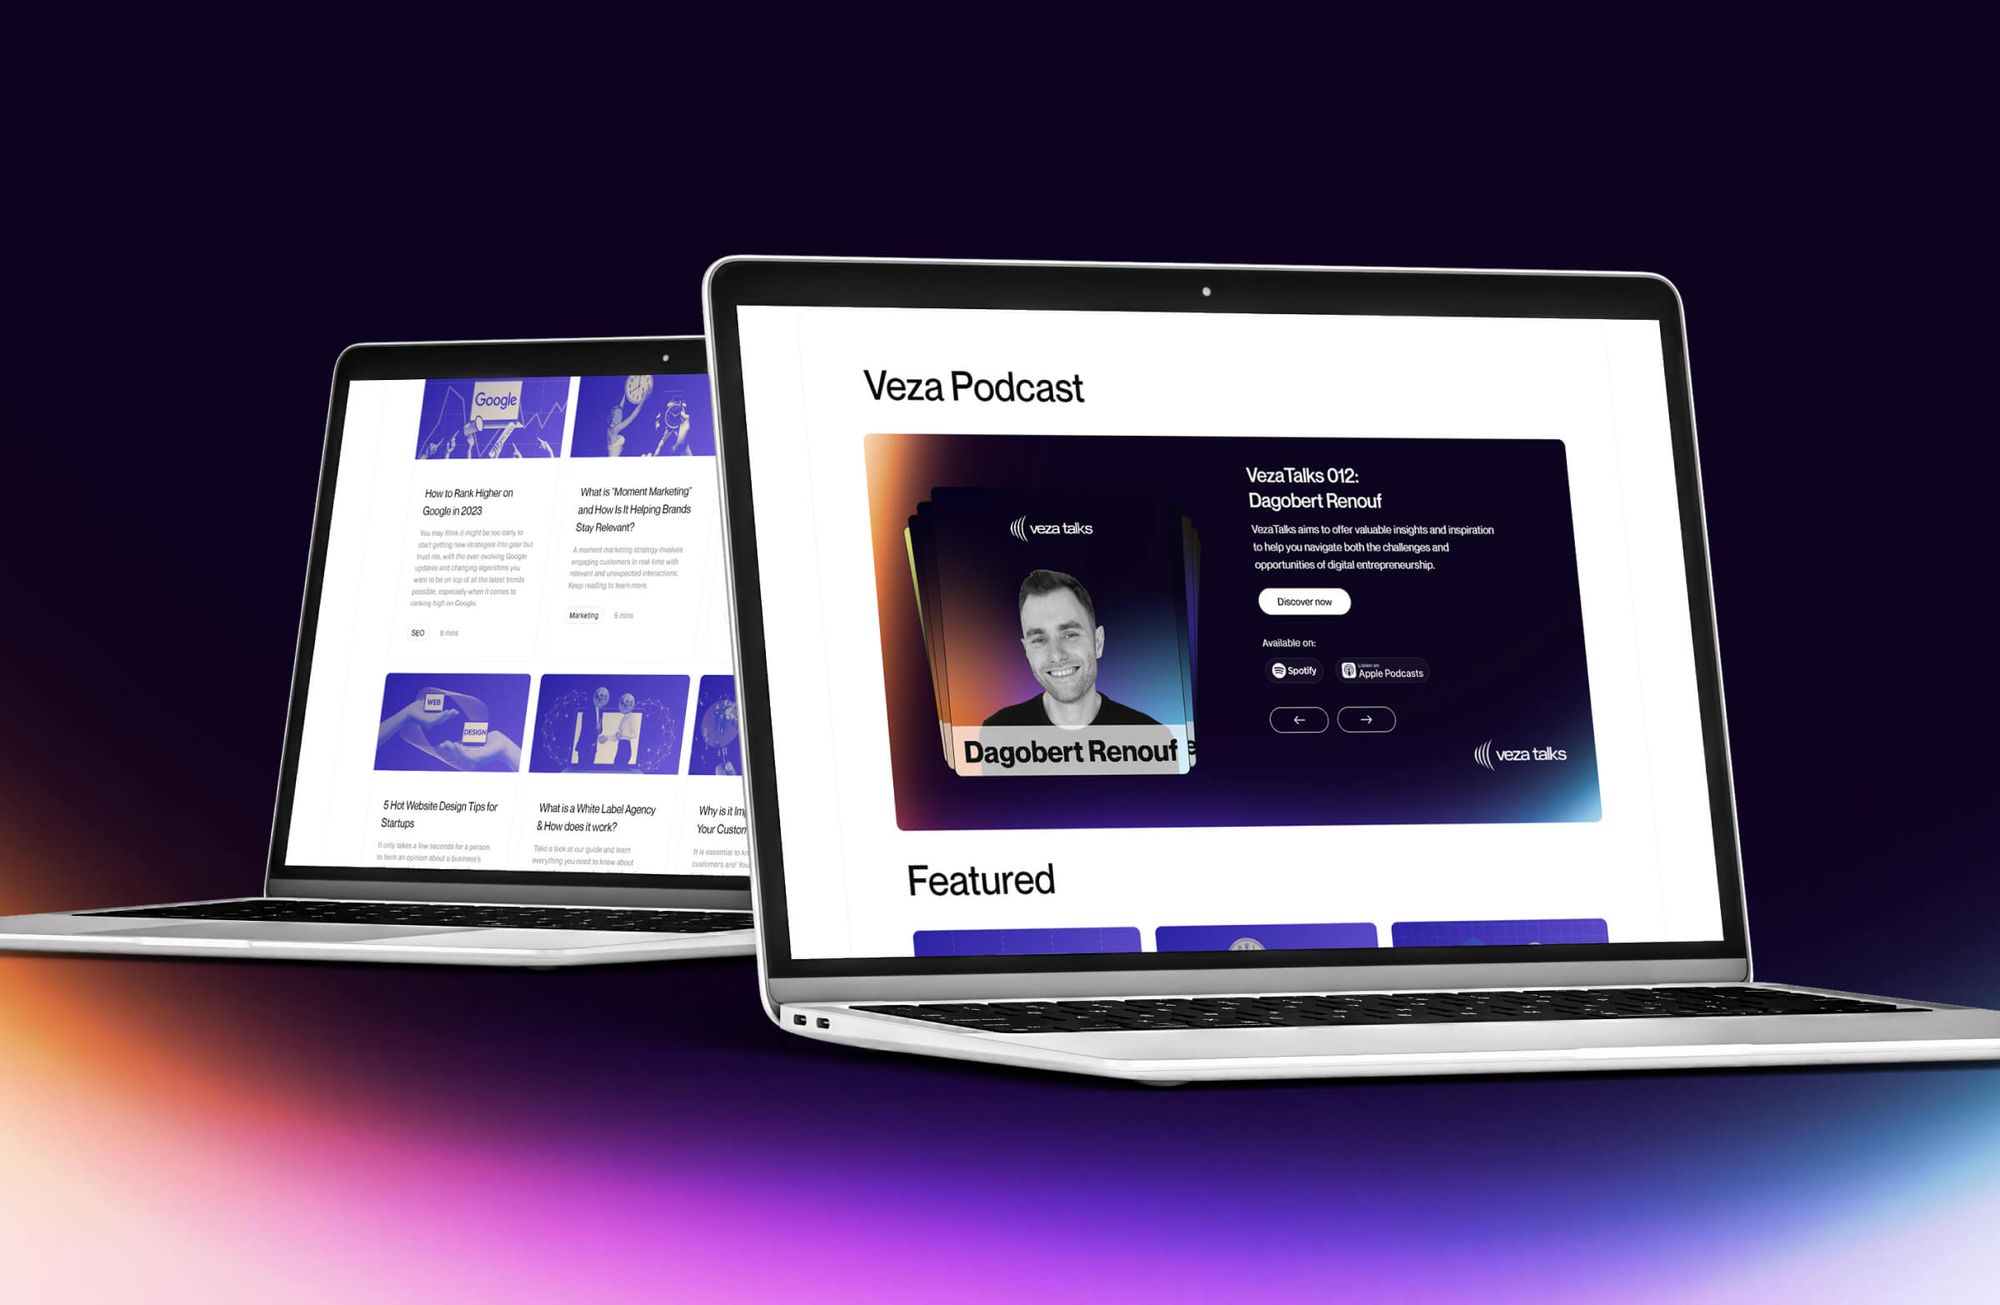 Google
How to Rank Higher on
Google in 2023
You may think it might be too early to
start getting new strategies into gear but
trust me, with the ever-evolving Google
updates and changing algorithms you
want to be on top of all the latest trends
possible, especially when it comes to
ranking high on Google.
SEO
8 mins
What is "Moment Marketing"
and How Is It Helping Brands
Stay Relevant?
A moment marketing strategy involves
engaging customers in real-time with
relevant and unexpected interactions.
Keep reading to learn more.
Marketing
5 mins
WEB
DESIGN
5 Hot Website Design Tips for
Startups
It only takes a few seconds for a person
to form an opinion about a business's
What is a White Label Agency
& How does it work?
Take a look at our guide and learn
everything you need to know about
Why is it
Your
It is essential to
customers are!
Veza Podcast
veza talks
Dagobert Renouf
VezaTalks 012:
Dagobert Renouf
VezaTalks aims to offer valuable insights and inspiration
to help you navigate both the challenges and
opportunities of digital entrepreneurship.
Discover now
Available on:
Spotify
Listen on
Apple Podcasts
veza talks
Featured